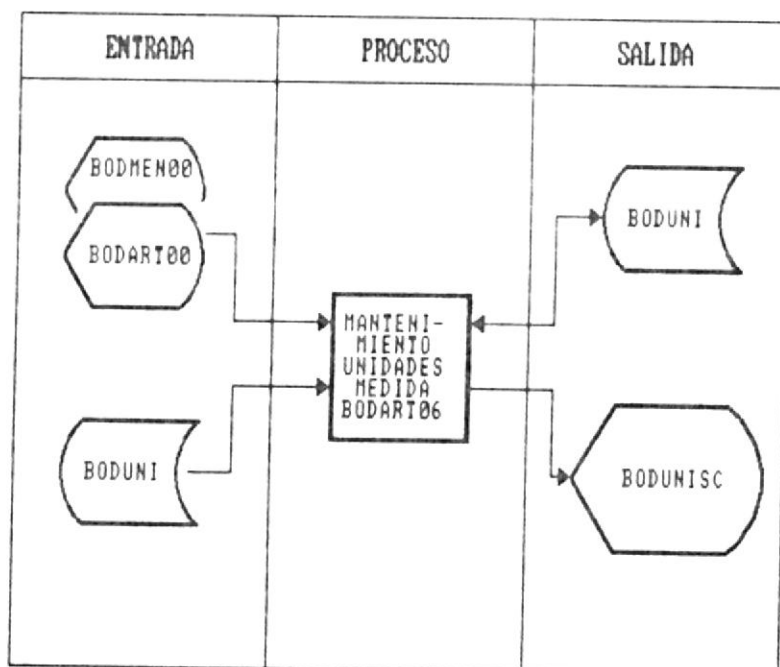 ENTRADA
PROCESO
SALIDA
BODMEN00
BODART00
BODUNI
MANTENI-
MIENTO
UNIDADES
MEDIDA
BODART06
BODUNI
BODUNISC